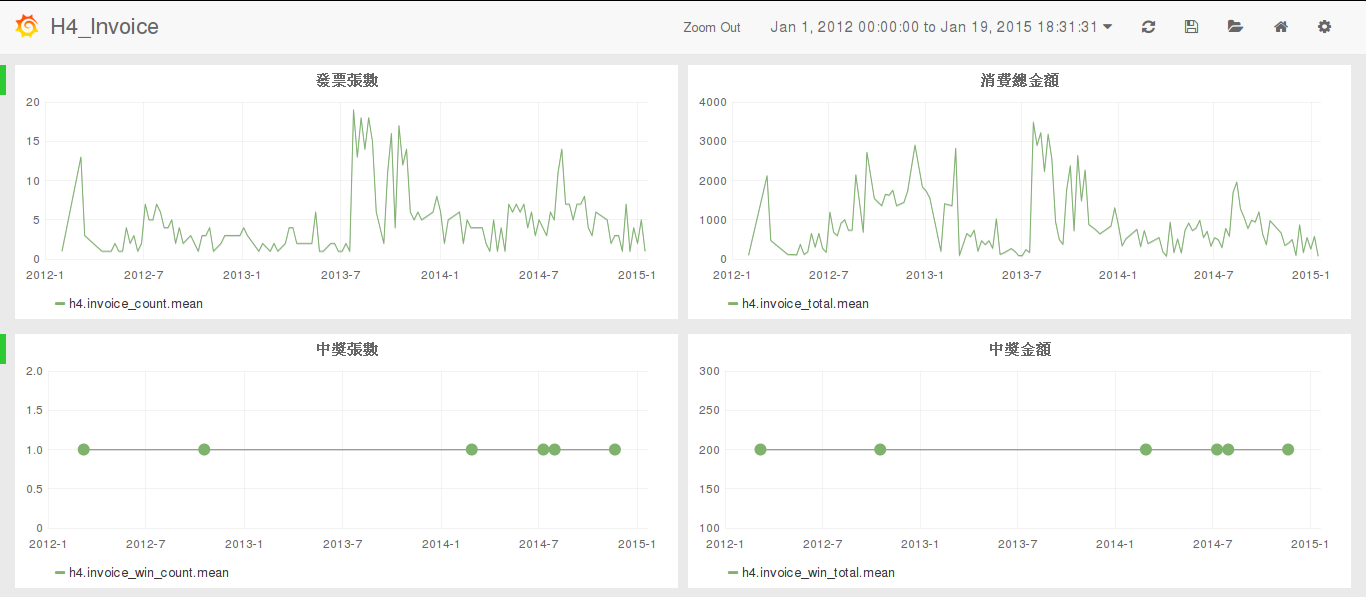 H4_Invoice Zoom Out Jan 1, 2012 00:00:00 to Jan 19, 2015 18:31:31
發票張數
20
15
10
5
0
2012-1 2012-7 2013-1 2013-7 2014-1 2014-7 2015-1
h4.invoice_count.mean
消費總金額
4000
3000
2000
1000
0
2012-1 2012-7 2013-1 2013-7 2014-1 2014-7 2015-1
h4.invoice_total.mean
中獎張數
2.0
1.5
1.0
0.5
0
2012-1 2012-7 2013-1 2013-7 2014-1 2014-7 2015-1
h4.invoice_win_count.mean
中獎金額
300
250
200
150
100
2012-1 2012-7 2013-1 2013-7 2014-1 2014-7 2015-1
h4.invoice_win_total.mean